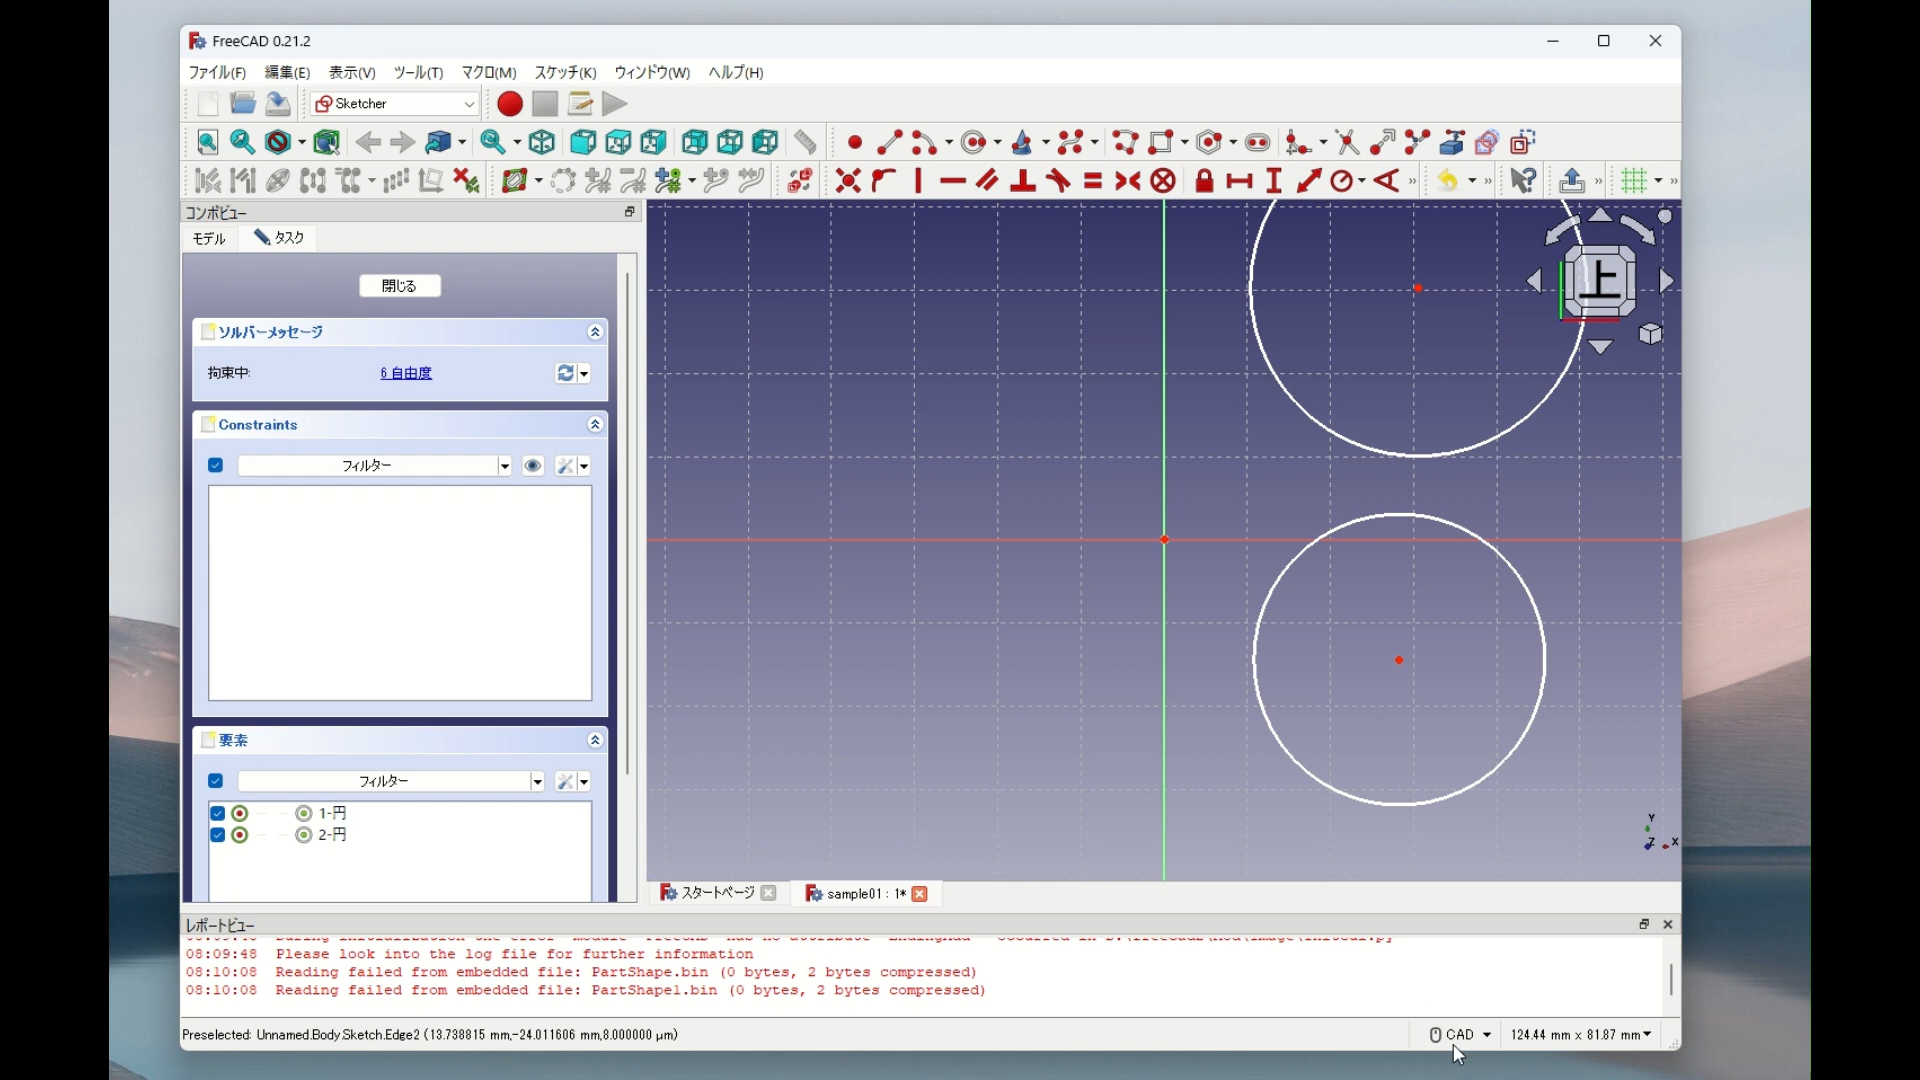 FreeCAD 0.21.2
ファイル(F) 編集(E) 表示(V) ツール(T) マクロ(M) スケッチ(K) ウィンドウ(W) ヘルプ(H)
Sketcher
コンボビュー
モデル タスク
閉じる
ソルバーメッセージ
拘束中: 6 自由度
Constraints
フィルター
要素
フィルター
1-円
2-円
上
Y
Z X
スタートページ sample01 : 1*
レポートビュー
08:09:48 Please look into the log file for further information
08:10:08 Reading failed from embedded file: PartShape.bin (0 bytes, 2 bytes compressed)
08:10:08 Reading failed from embedded file: PartShape1.bin (0 bytes, 2 bytes compressed)
Preselected: Unnamed.Body.Sketch.Edge2 (13.738815 mm,-24.011606 mm,8.000000 μm)
CAD 124.44 mm x 81.87 mm